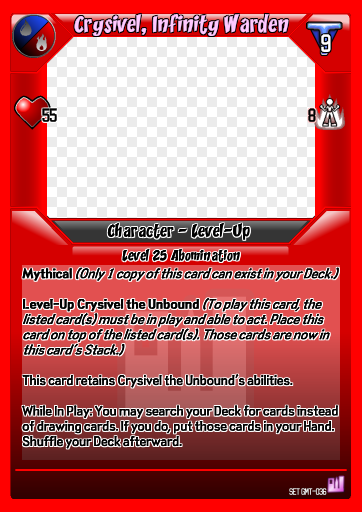 Crysivel, Infinity Warden
9
55
8
Character - Level-Up
Level 25 Abomination
Mythical (Only 1 copy of this card can exist in your Deck.)
Level-Up Crysivel the Unbound (To play this card, the
listed card(s) must be in play and able to act. Place this
card on top of the listed card(s). Those cards are now in
this card's Stack.)
This card retains Crysivel the Unbound's abilities.
While In Play: You may search your Deck for cards instead
of drawing cards. If you do, put those cards in your Hand.
Shuffle your Deck afterward.
SET GMT-036